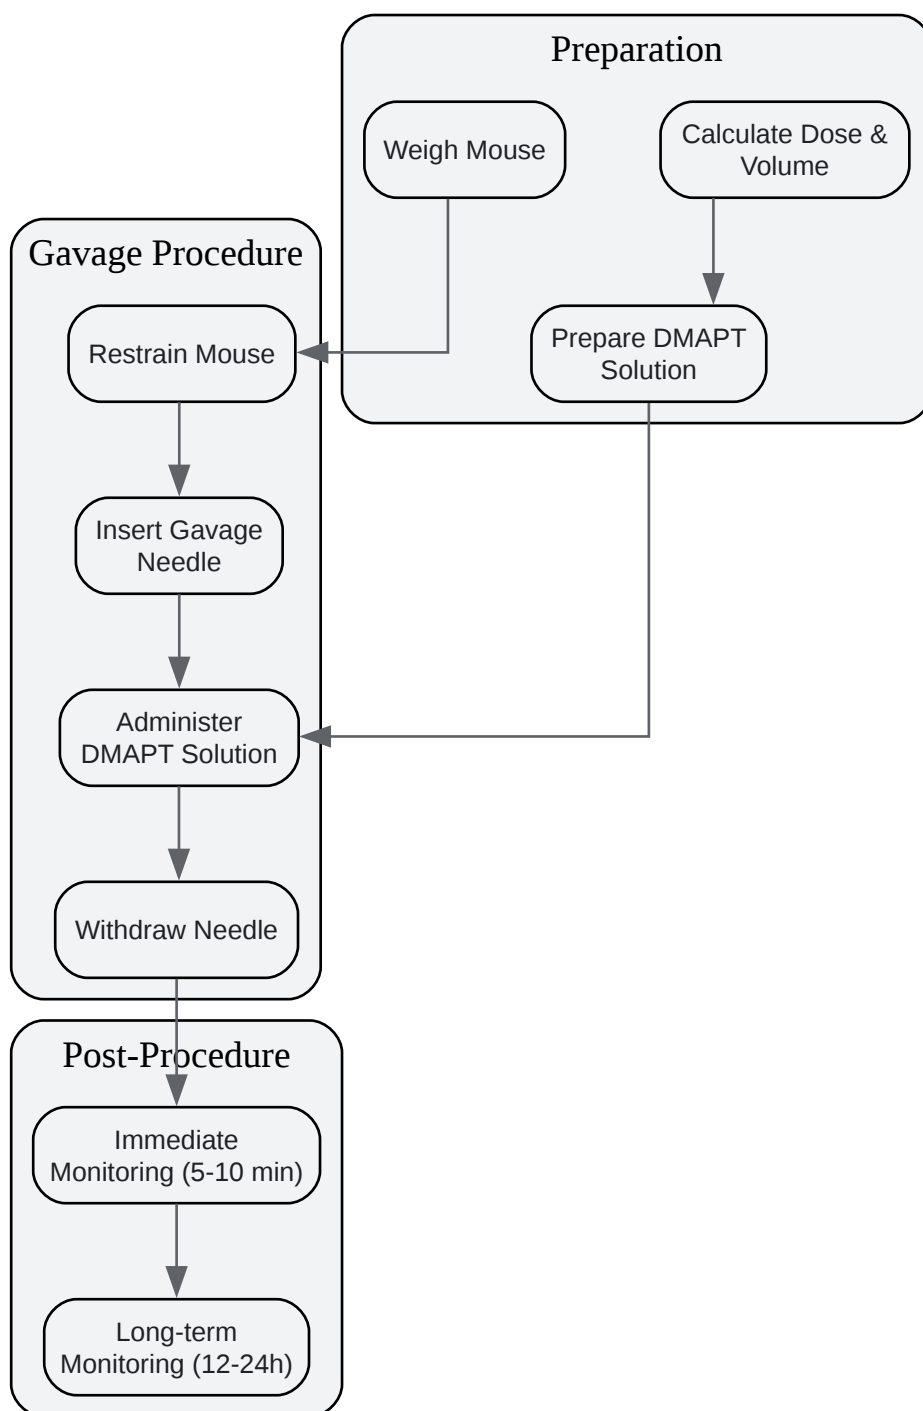 Preparation
Weigh Mouse
Calculate Dose &
Volume
Prepare DMAPT
Solution
Gavage Procedure
Restrain Mouse
Insert Gavage
Needle
Administer
DMAPT Solution
Withdraw Needle
Post-Procedure
Immediate
Monitoring (5-10 min)
Long-term
Monitoring (12-24h)